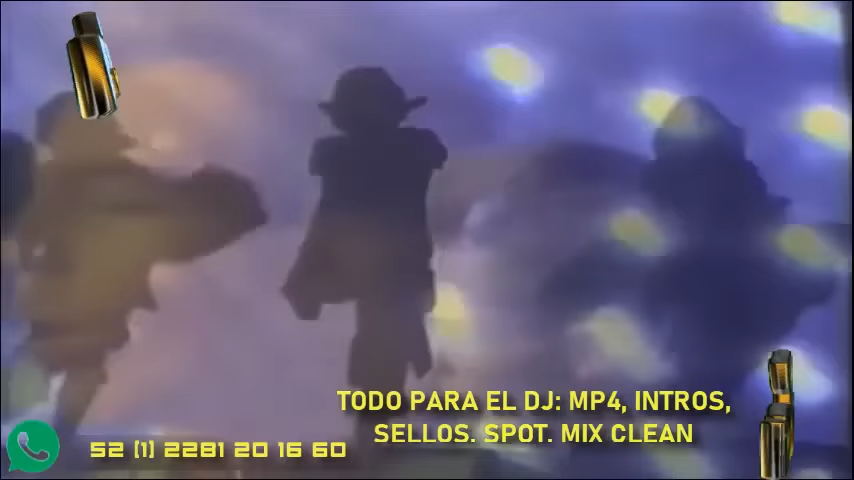 TODO PARA EL DJ: MP4, INTROS,
SELLOS. SPOT. MIX CLEAN
52 (1) 2281 20 16 60